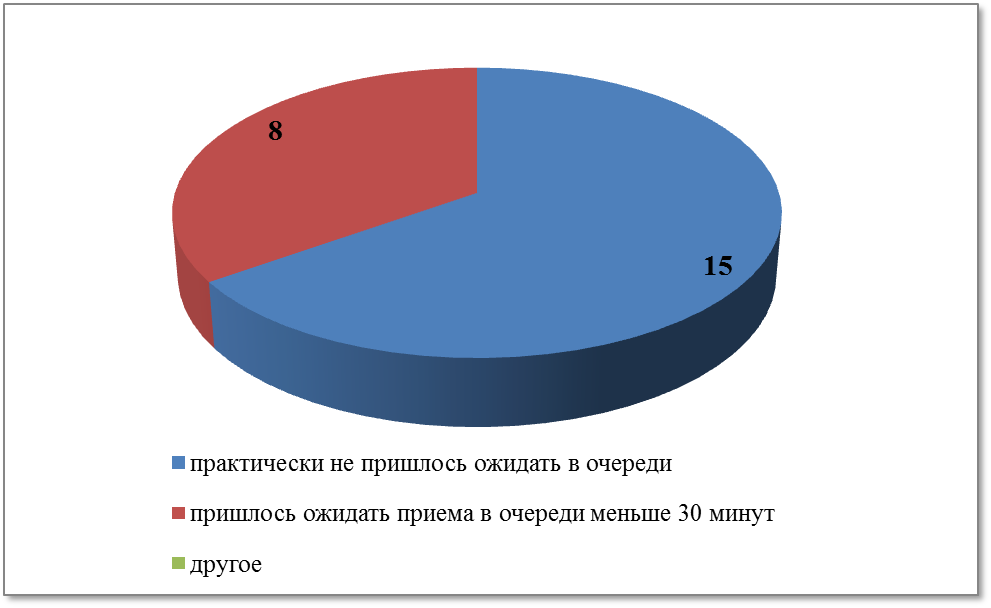 8
15
практически не пришлось ожидать в очереди
пришлось ожидать приема в очереди меньше 30 минут
другое